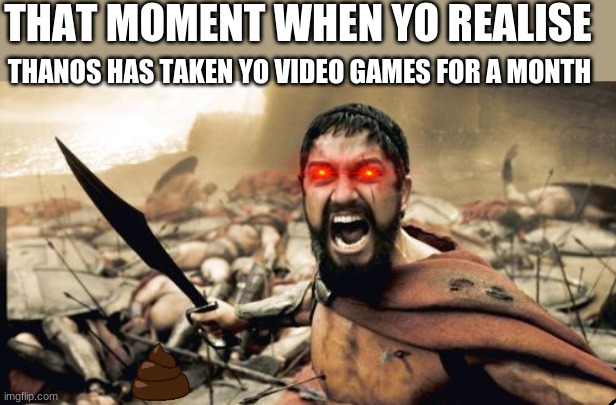 THAT MOMENT WHEN YO REALISE
THANOS HAS TAKEN YO VIDEO GAMES FOR A MONTH
imgflip.com